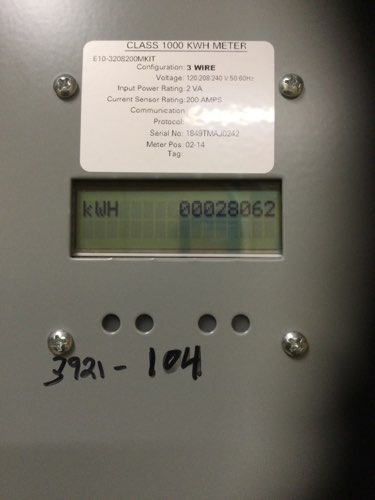 CLASS 1000 KWH METER
E10-320S200MKIT
Configuration: 3 WIRE
Voltage: 120/208/240 V 50-60Hz
Input Power Rating: 2 VA
Current Sensor Rating: 200 AMPS
Communication
Protocol:
Serial No: 1849TMAJ0242
Meter Pos: 02-14
Tag:
kWH 00028062
3921 - 104